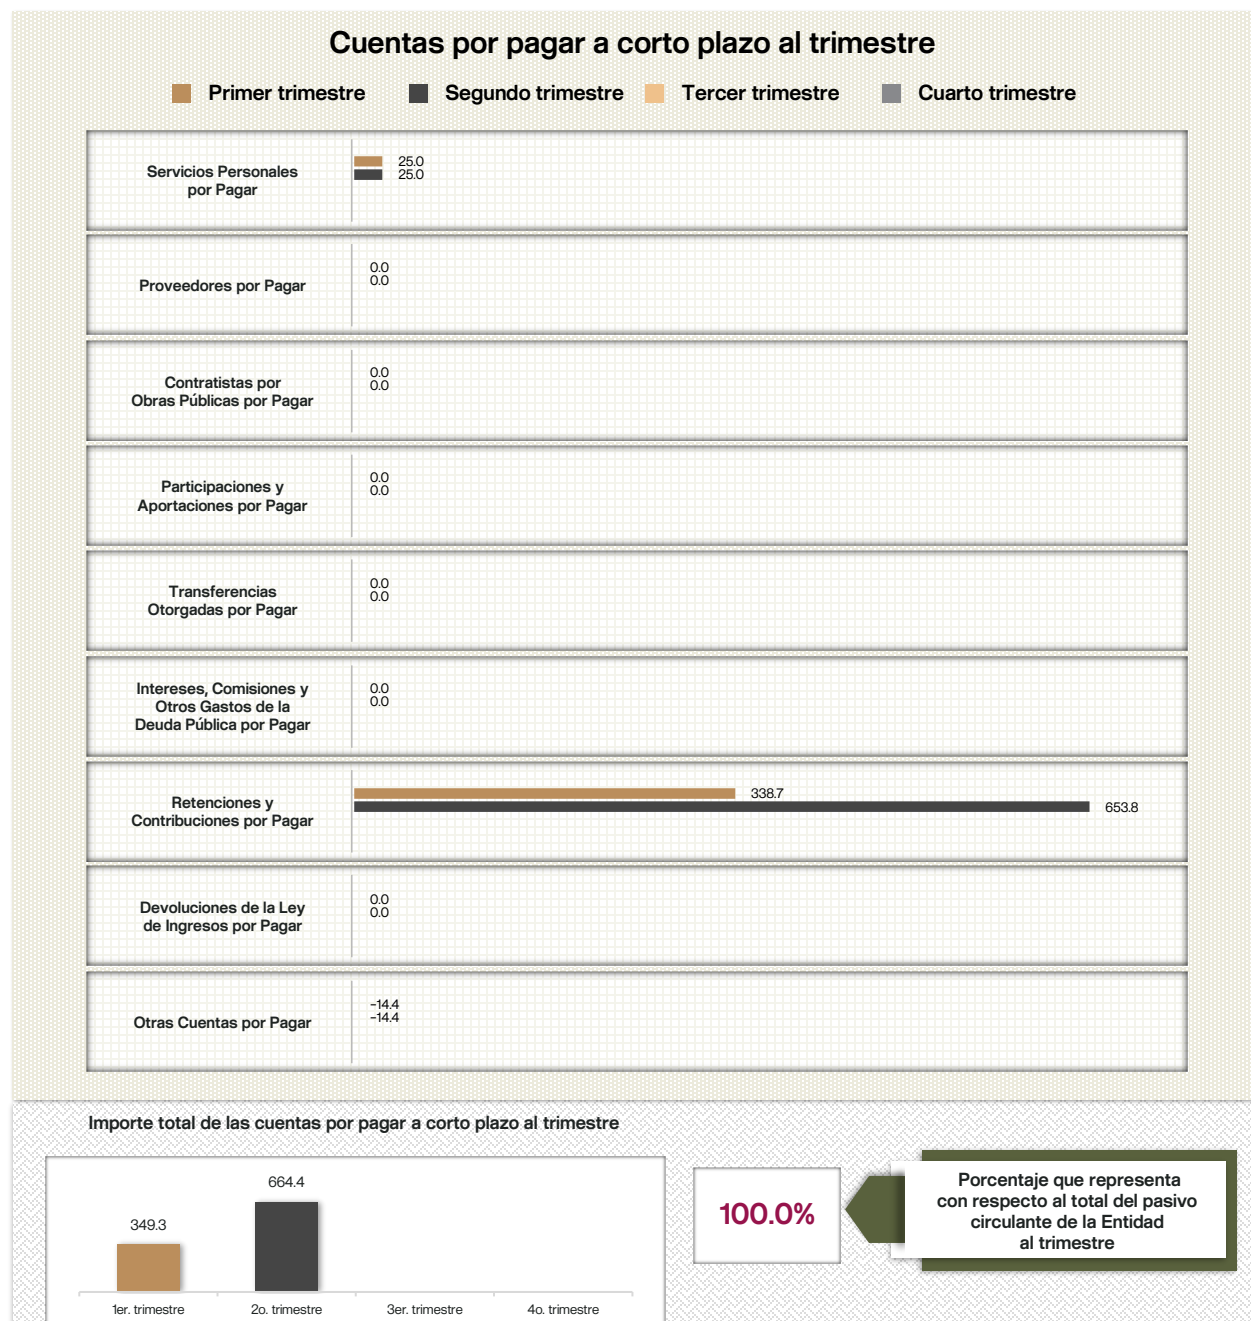 Cuentas por pagar a corto plazo al trimestre
Primer trimestre Segundo trimestre Tercer trimestre Cuarto trimestre
Servicios Personales
por Pagar
25.0
25.0
Proveedores por Pagar
0.0
0.0
Contratistas por
Obras Públicas por Pagar
0.0
0.0
Participaciones y
Aportaciones por Pagar
0.0
0.0
Transferencias
Otorgadas por Pagar
0.0
0.0
Intereses, Comisiones y
Otros Gastos de la
Deuda Pública por Pagar
0.0
0.0
Retenciones y
Contribuciones por Pagar
338.7
653.8
Devoluciones de la Ley
de Ingresos por Pagar
0.0
0.0
Otras Cuentas por Pagar
-14.4
-14.4
Importe total de las cuentas por pagar a corto plazo al trimestre
349.3
664.4
1er. trimestre 2o. trimestre 3er. trimestre 4o. trimestre
100.0%
Porcentaje que representa
con respecto al total del pasivo
circulante de la Entidad
al trimestre